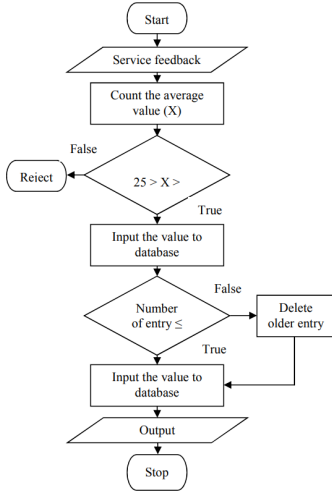 Start
Service feedback
Count the average
value (X)
False
Reject
25 > X >
True
Input the value to
database
False
Number
of entry ≤
Delete
older entry
True
Input the value to
database
Output
Stop